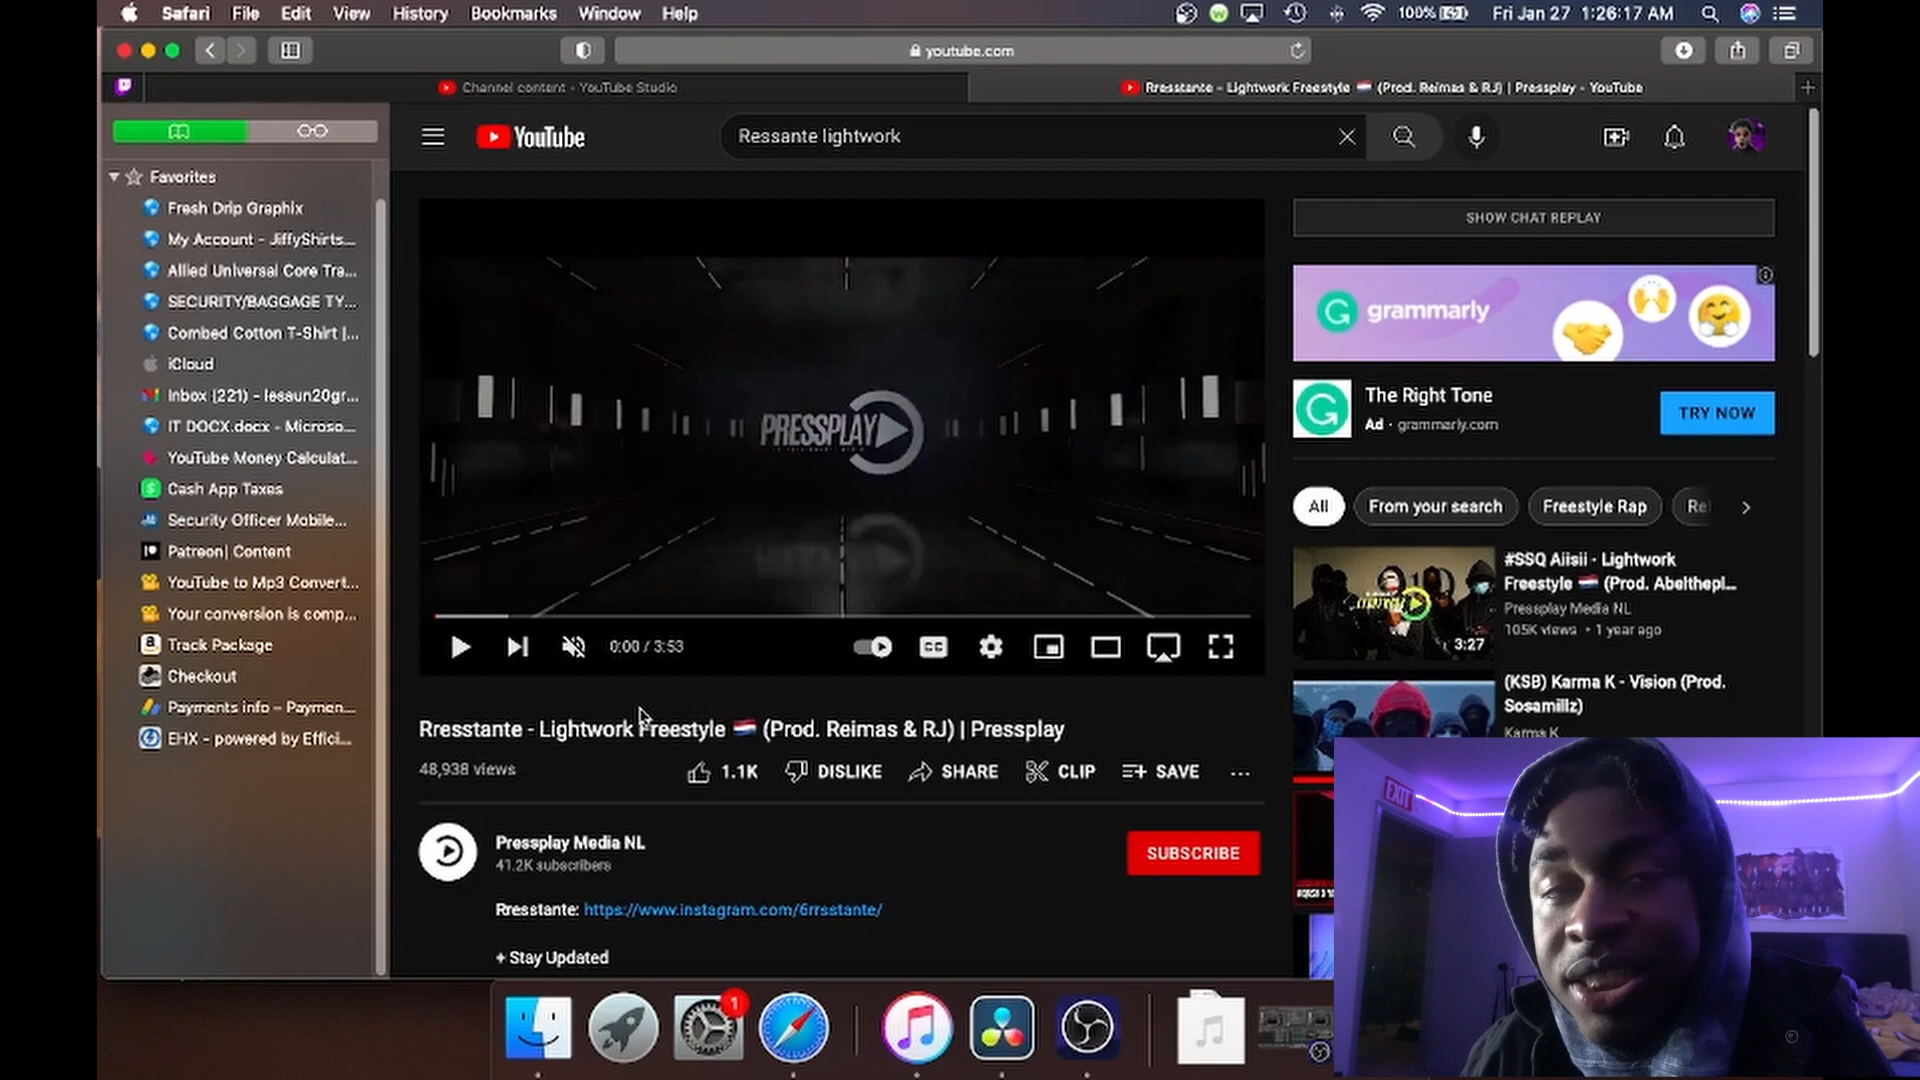 Safari File Edit View History Bookmarks Window Help
100% Fri Jan 27 1:26:17 AM
youtube.com
Channel content - YouTube Studio
Rresstante - Lightwork Freestyle 🇳🇱 (Prod. Reimas & RJ) | Pressplay - YouTube
Favorites
Fresh Drip Graphix
My Account - JiffyShirts...
Allied Universal Core Tra...
SECURITY/BAGGAGE TY...
Combed Cotton T-Shirt |...
iCloud
Inbox (221) - lesaun20gr...
IT DOCX.docx - Microso...
YouTube Money Calculat...
Cash App Taxes
Security Officer Mobile...
Patreon| Content
YouTube to Mp3 Convert...
Your conversion is comp...
Track Package
Checkout
Payments info – Paymen...
EHX - powered by Effici...
YouTube
Ressante lightwork
PRESSPLAY
0:00 / 3:53
CC
Rresstante - Lightwork Freestyle 🇳🇱 (Prod. Reimas & RJ) | Pressplay
48,938 views
1.1K DISLIKE SHARE CLIP SAVE ...
Pressplay Media NL
41.2K subscribers
SUBSCRIBE
Rresstante: https://www.instagram.com/6rrsstante/
+ Stay Updated
SHOW CHAT REPLAY
grammarly
The Right Tone
Ad · grammarly.com
TRY NOW
All From your search Freestyle Rap Rel
#SSQ Aiisii - Lightwork
Freestyle 🇳🇱 (Prod. Abelthepl...
Pressplay Media NL
105K views • 1 year ago
3:27
(KSB) Karma K - Vision (Prod.
Sosamillz)
Karma K
EXIT
1